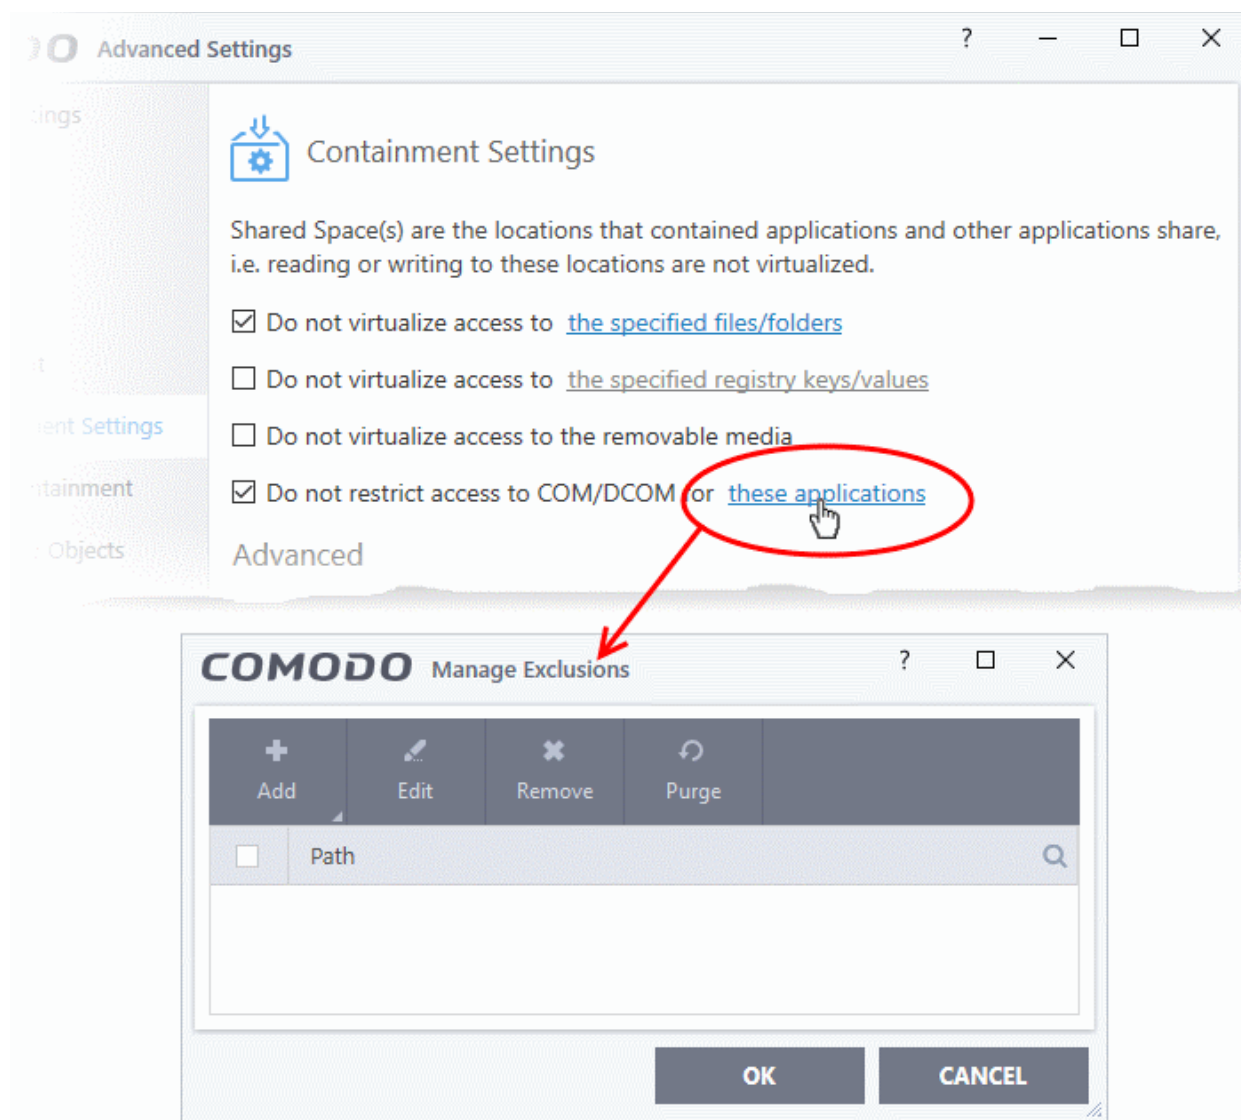 Advanced Settings
?
Containment Settings
Shared Space(s) are the locations that contained applications and other applications share,
i.e. reading or writing to these locations are not virtualized.
Do not virtualize access to the specified files/folders
Do not virtualize access to the specified registry keys/values
Do not virtualize access to the removable media
Settings
Do not restrict access to COM/DCOM for these applications
Objects
Advanced
COMODO Manage Exclusions
?
Add Edit Remove Purge
Path
OK CANCEL